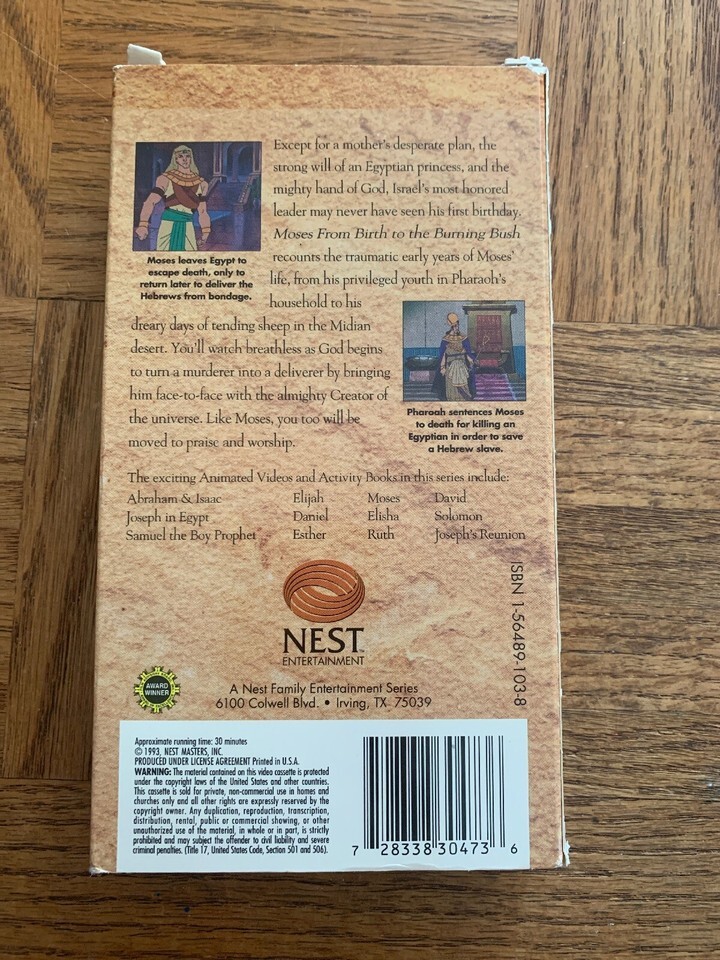 Except for a mother's desperate plan, the
strong will of an Egyptian princess, and the
mighty hand of God, Israel's most honored
leader may never have seen his first birthday.
Moses From Birth to the Burning Bush
recounts the traumatic early years of Moses'
life, from his privileged youth in Pharaoh's
household to his
dreary days of tending sheep in the Midian
desert. You'll watch breathless as God begins
to turn a murderer into a deliverer by bringing
him face-to-face with the almighty Creator of
the universe. Like Moses, you too will be
moved to praise and worship.
Moses leaves Egypt to
escape death, only to
return later to deliver the
Hebrews from bondage.
Pharaoh sentences Moses
to death for killing an
Egyptian in order to save
a Hebrew slave.
The exciting Animated Videos and Activity Books in this series include:
Abraham & Isaac Elijah Moses David
Joseph in Egypt Daniel Elisha Solomon
Samuel the Boy Prophet Esther Ruth Joseph's Reunion
ISBN 1-56489-103-8
NEST
ENTERTAINMENT
AWARD
WINNER
A Nest Family Entertainment Series
6100 Colwell Blvd. • Irving, TX 75039
Approximate running time: 30 minutes
© 1993, NEST MASTERS, INC.
PRODUCED UNDER LICENSE AGREEMENT Printed in U.S.A.
WARNING: The material contained on this video cassette is protected
under the copyright laws of the United States and other countries.
This cassette is sold for private, non-commercial use in homes and
churches only and all other rights are expressly reserved by the
copyright owner. Any duplication, reproduction, transcription,
distribution, rental, public or commercial showing, or other
unauthorized use of the material, in whole or in part, is strictly
prohibited and may subject the offender to civil liability and severe
criminal penalties. (Title 17, United States Code, Section 501 and 506).
7 28338 30473 6